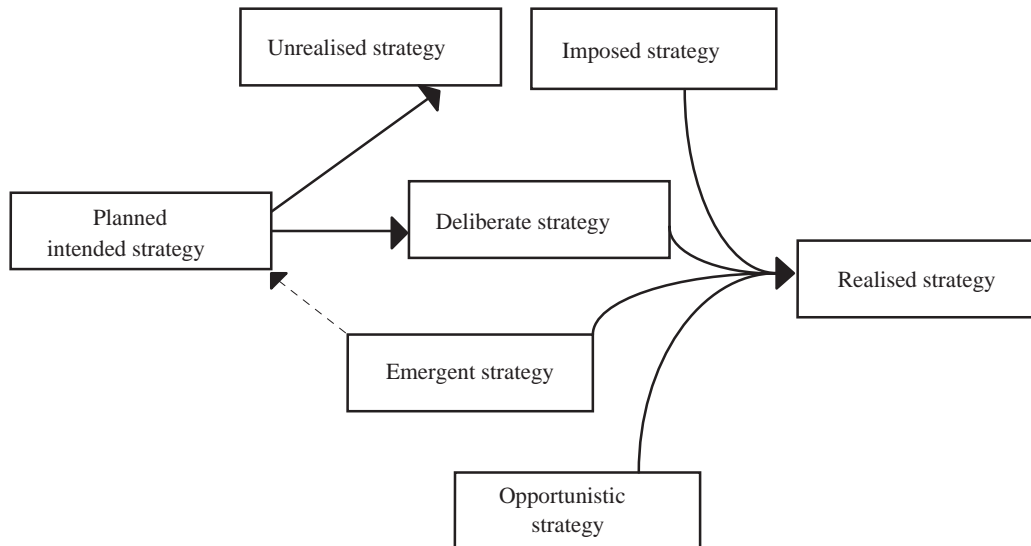 Unrealised strategy
Imposed strategy
Planned
intended strategy
Deliberate strategy
Realised strategy
Emergent strategy
Opportunistic
strategy